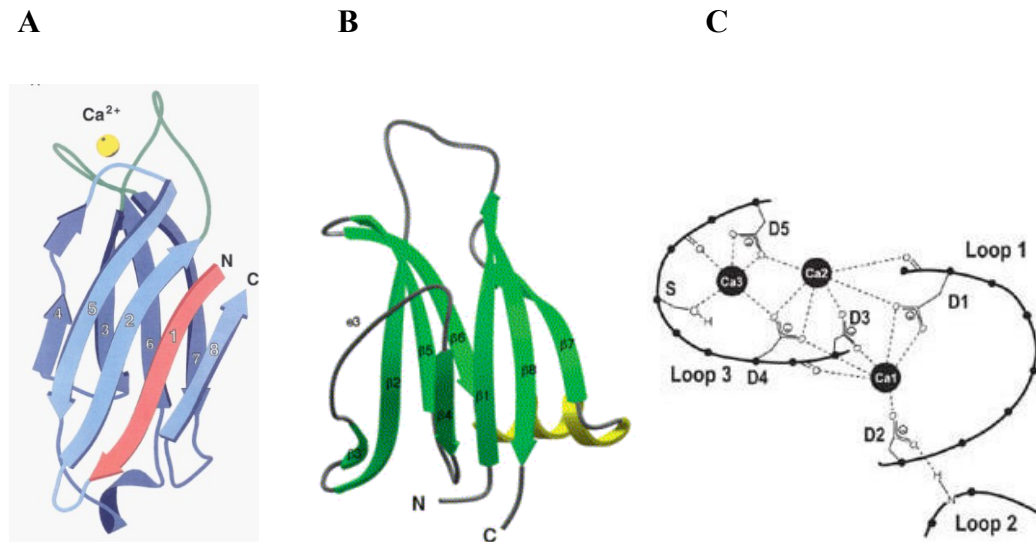 A B C
Ca2+
N
C
5
2
1
4
3
6
7
8
e3
β5
β6
β7
β2
β1
β8
β4
β3
N
C
D5
Loop 1
Ca3
Ca2
S
D1
H
D3
Loop 3
D4
Ca1
D2
H
N
Loop 2